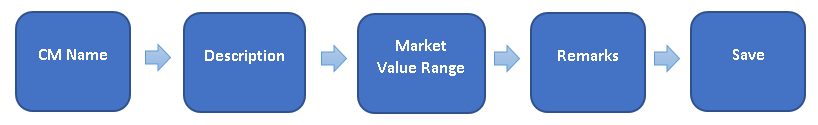 CM Name
Description
Market
Value Range
Remarks
Save